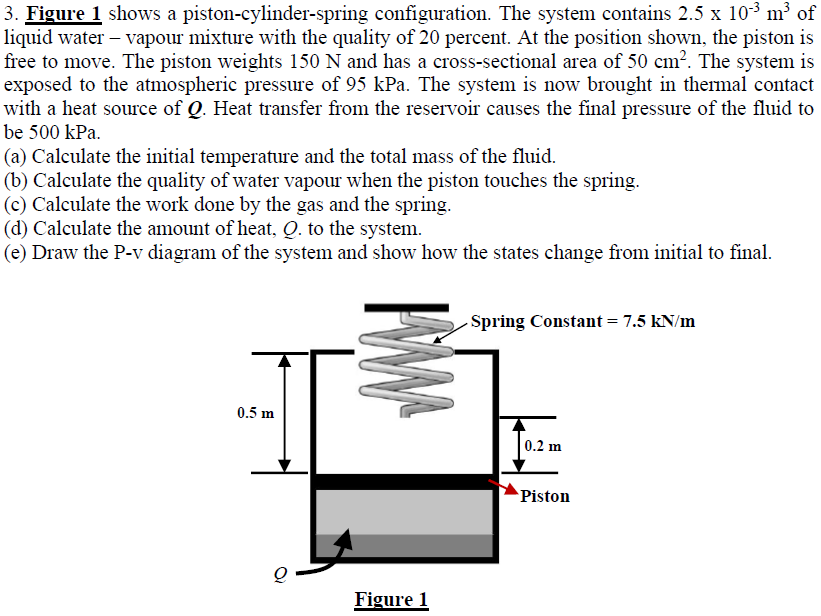 3. Figure 1 shows a piston-cylinder-spring configuration. The system contains 2.5 x 10⁻³ m³ of
liquid water – vapour mixture with the quality of 20 percent. At the position shown, the piston is
free to move. The piston weights 150 N and has a cross-sectional area of 50 cm². The system is
exposed to the atmospheric pressure of 95 kPa. The system is now brought in thermal contact
with a heat source of Q. Heat transfer from the reservoir causes the final pressure of the fluid to
be 500 kPa.
(a) Calculate the initial temperature and the total mass of the fluid.
(b) Calculate the quality of water vapour when the piston touches the spring.
(c) Calculate the work done by the gas and the spring.
(d) Calculate the amount of heat, Q. to the system.
(e) Draw the P-v diagram of the system and show how the states change from initial to final.
Spring Constant = 7.5 kN/m
0.5 m
0.2 m
Piston
Q
Figure 1